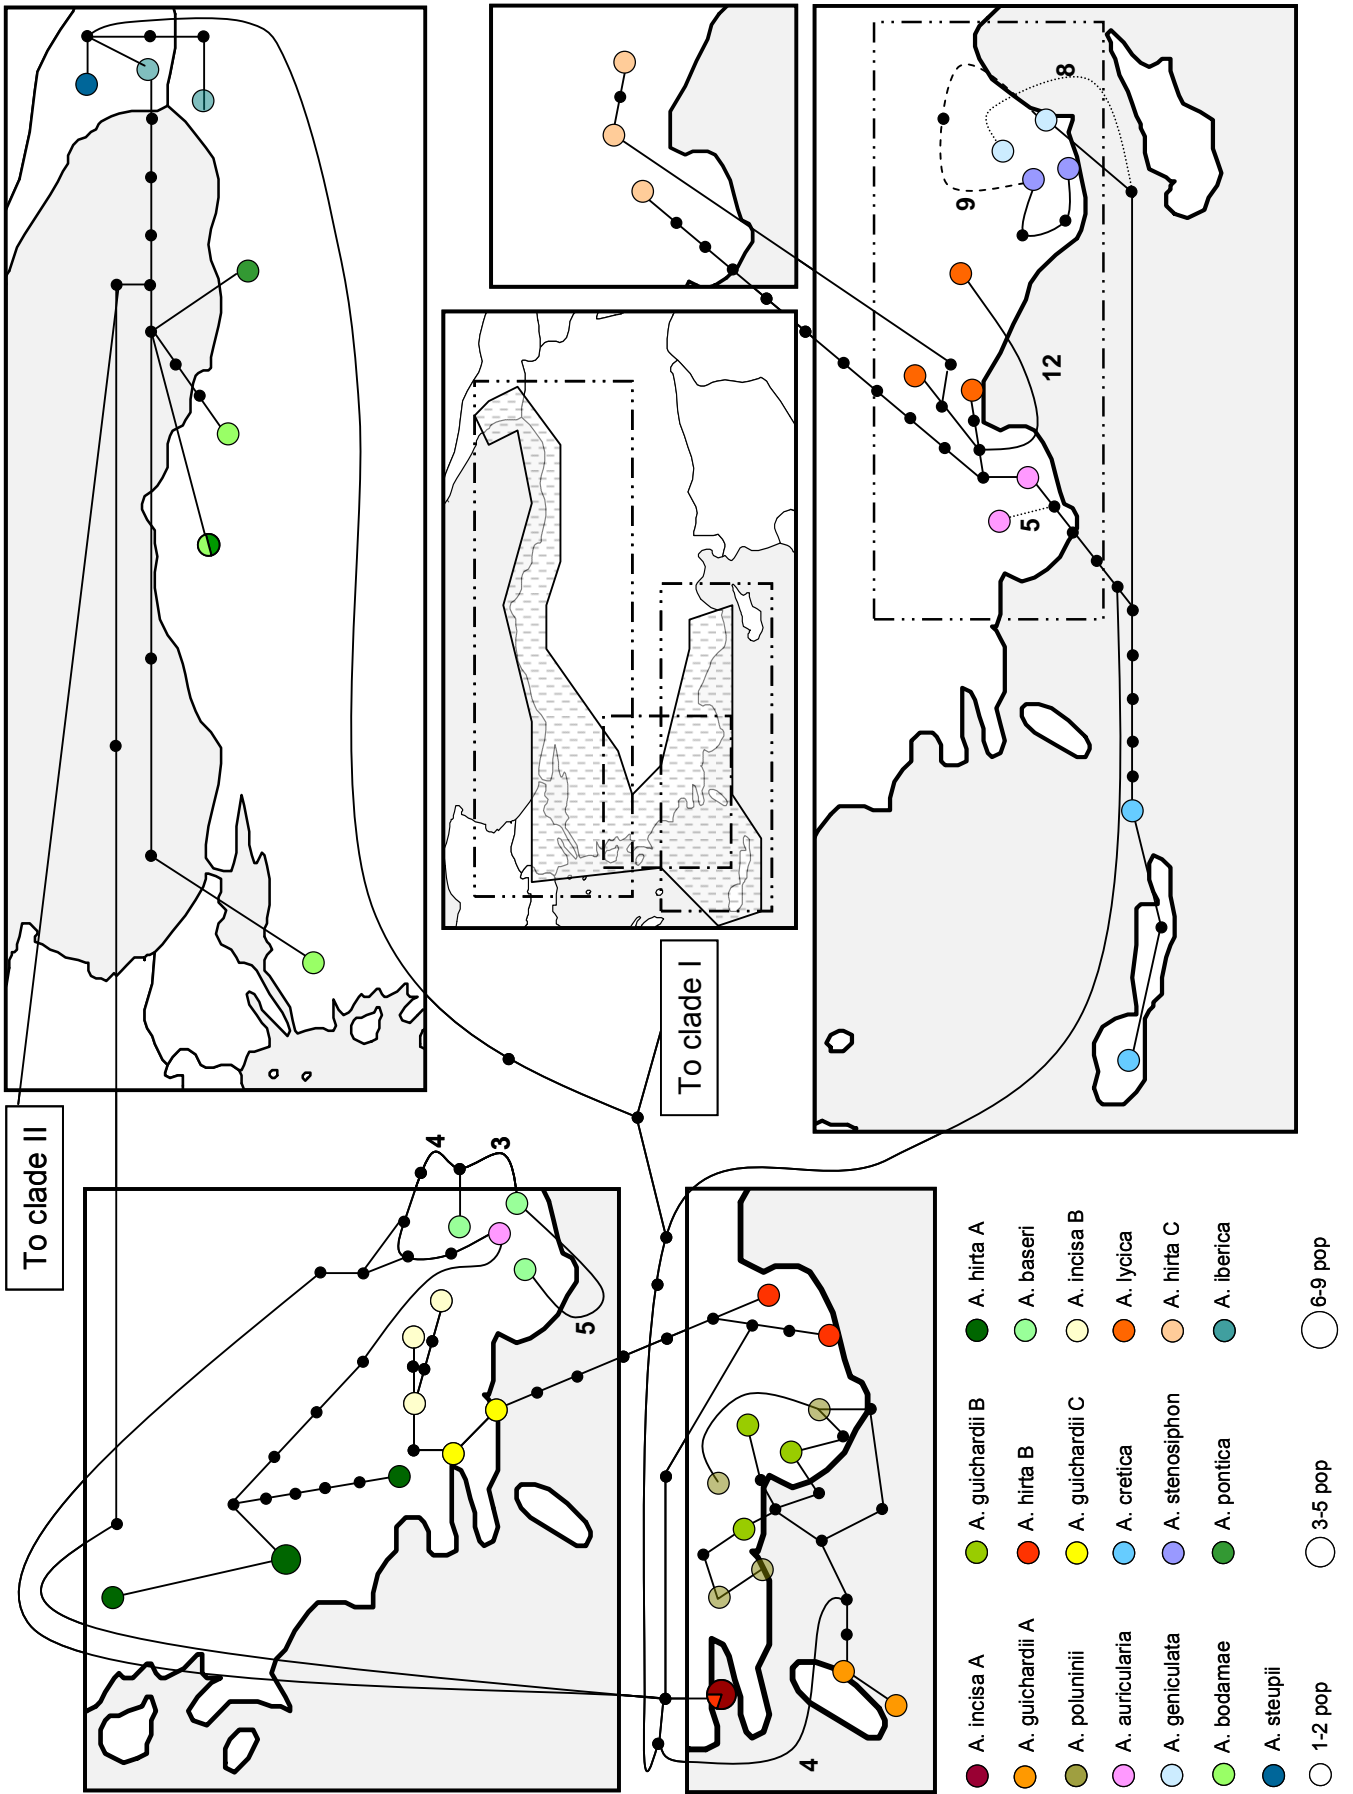 To clade II
To clade I
8
9
12
5
4
3
5
4
A. incisa A
A. guichardii A
A. poluninii
A. auricularia
A. geniculata
A. bodamae
A. steupii
A. guichardii B
A. hirta B
A. guichardii C
A. cretica
A. stenosiphon
A. pontica
A. hirta A
A. baseri
A. incisa B
A. lycica
A. hirta C
A. iberica
1-2 pop
3-5 pop
6-9 pop